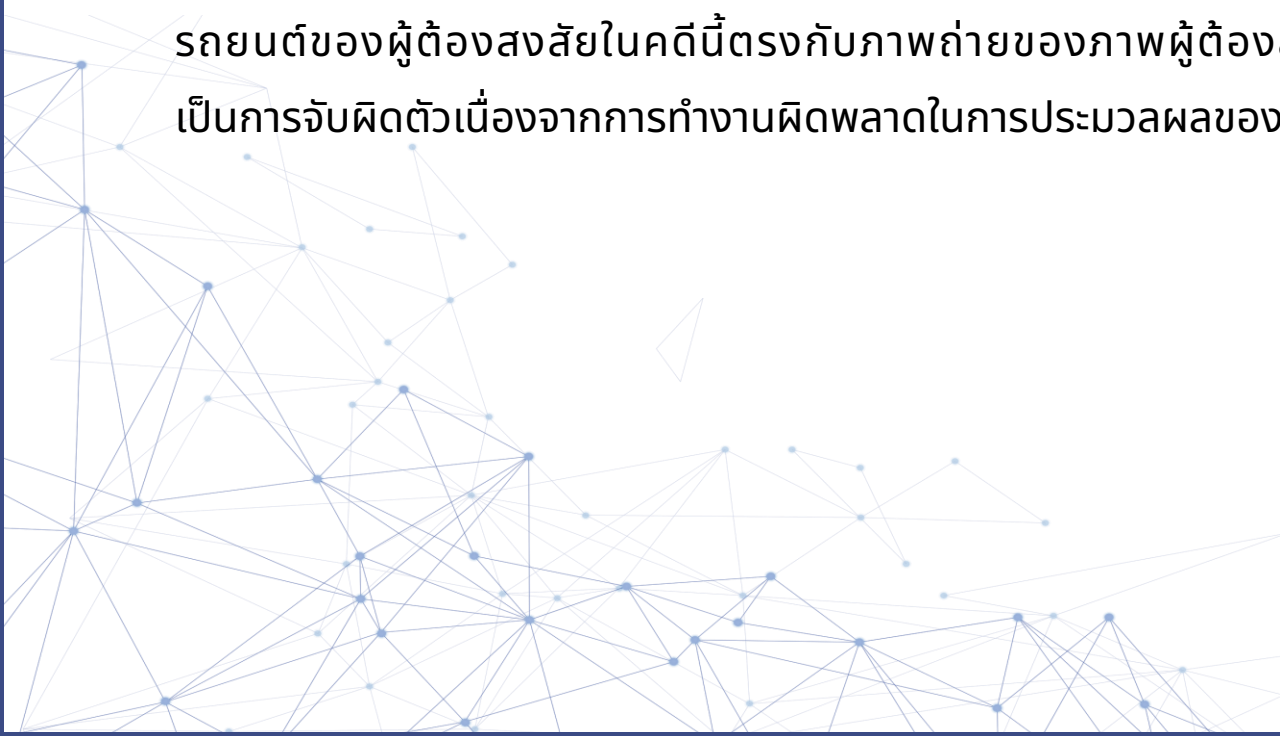 รถยนต์ของผู้ต้องสงสัยในคดีนี้ตรงกับภาพถ่ายของภาพผู้ต้อง
เป็นการจับผิดตัวเนื่องจากการทำงานผิดพลาดในการประมวลผลของ